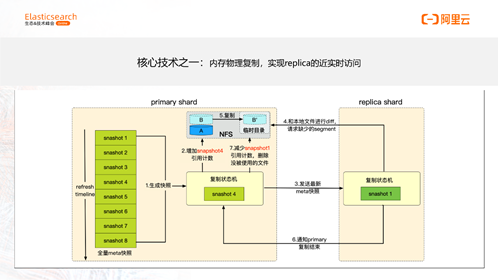 Elasticsearch
生态&技术峰会
阿里云
核心技术之一：内存物理复制，实现replica的近实时访问
primary shard
replica shard
snashot 1
snashot 2
snashot 3
snashot 4
snashot 5
snashot 6
snashot 7
snashot 8
全量meta快照
refresh
timeline
1.生成快照
B
A
5.复制
B'
临时目录
NFS
2.增加snapshot4
引用计数
7.减少snapshot1
引用计数，删除
没被使用的文件
4.和本地文件进行diff,
请求缺少的segment
复制状态机
snashot 4
3.发送最新
meta快照
复制状态机
snashot 1
6.通知primary
复制结束